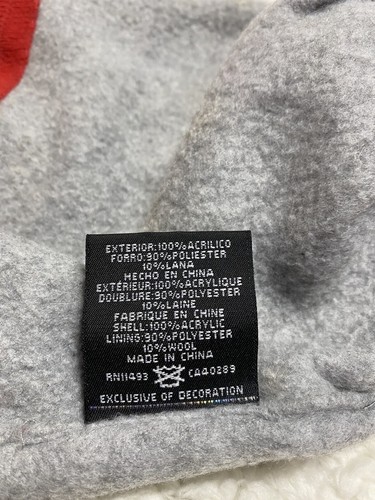 EXTERIOR:100%ACRILICO
FORRO:90%POLIESTER
10%LANA
HECHO EN CHINA
EXTÉRIEUR:100%ACRYLIQUE
DOUBLURE:90%POLYESTER
10%LAINE
FABRIQUE EN CHINE
SHELL:100%ACRYLIC
LINING:90%POLYESTER
10%WOOL
MADE IN CHINA
RN11493 CA40289
EXCLUSIVE OF DECORATION